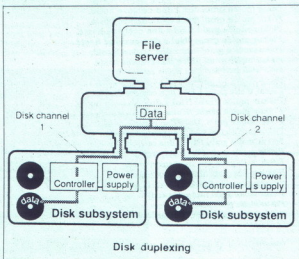 File
server
Data
Disk channel
1
Disk channel
2
Controller
Power
supply
data
Disk subsystem
Controller
Power
s upply
data
Disk subsystem
Disk duplexing